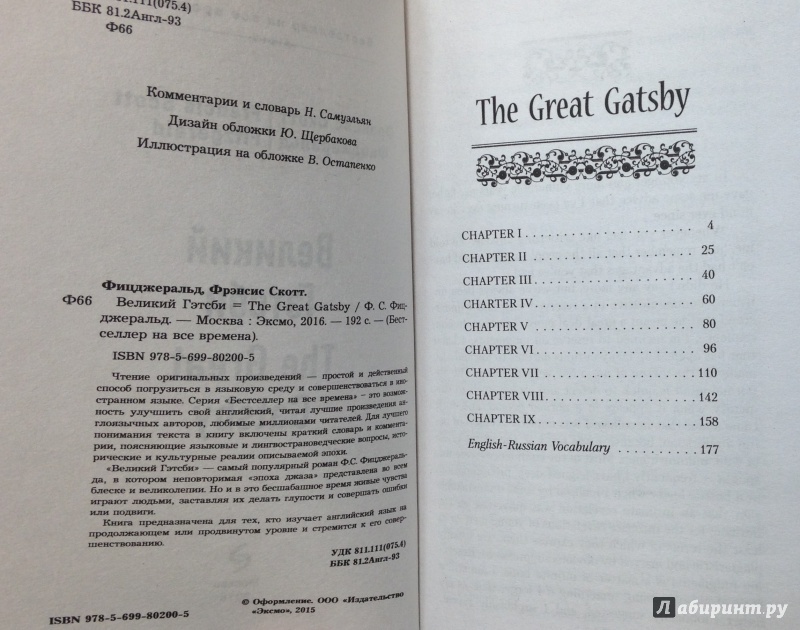 811.111(075.4)
ББК 81.2Англ-93
Ф66
Комментарии и словарь Н. Самуэльян
Дизайн обложки Ю. Щербакова
Иллюстрация на обложке В. Остапенко
Фицджеральд, Фрэнсис Скотт.
Ф66 Великий Гэтсби = The Great Gatsby / Ф. С. Фиц-
джеральд. — Москва : Эксмо, 2016. — 192 с. — (Бест-
селлер на все времена).
ISBN 978-5-699-80200-5
Чтение оригинальных произведений — простой и действенный
способ погрузиться в языковую среду и совершенствоваться в ино-
странном языке. Серия «Бестселлер на все времена» – это возмож-
ность улучшить свой английский, читая лучшие произведения ан-
глоязычных авторов, любимые миллионами читателей. Для лучшего
понимания текста в книгу включены краткий словарь и коммента-
рии, поясняющие языковые и лингвострановедческие вопросы, исто-
рические и культурные реалии описываемой эпохи.
«Великий Гэтсби» — самый популярный роман Ф.С. Фицджераль-
да, в котором неповторимая «эпоха джаза» представлена во всем
блеске и великолепии. Но и в это бесшабашное время живые чувства
играют людьми, заставляя их делать глупости и совершать ошибки
или подвиги.
Книга предназначена для тех, кто изучает английский язык на
продолжающем или продвинутом уровне и стремится к его совер-
шенствованию.
УДК 811.111(075.4)
ББК 81.2Англ-93
© Оформление. ООО «Издательство
«Эксмо», 2015
ISBN 978-5-699-80200-5
The Great Gatsby
CHAPTER I . . . . . . . . . . . . . . . . . . . . . . . . 4
CHAPTER II . . . . . . . . . . . . . . . . . . . . . . . 25
CHAPTER III . . . . . . . . . . . . . . . . . . . . . . 40
CHARTER IV . . . . . . . . . . . . . . . . . . . . . . 60
CHAPTER V . . . . . . . . . . . . . . . . . . . . . . . 80
CHAPTER VI . . . . . . . . . . . . . . . . . . . . . . 96
CHAPTER VII . . . . . . . . . . . . . . . . . . . . . 110
CHAPTER VIII . . . . . . . . . . . . . . . . . . . . 142
CHAPTER IX . . . . . . . . . . . . . . . . . . . . . 158
English-Russian Vocabulary . . . . . . . . . . 177
Лабиринт.ру